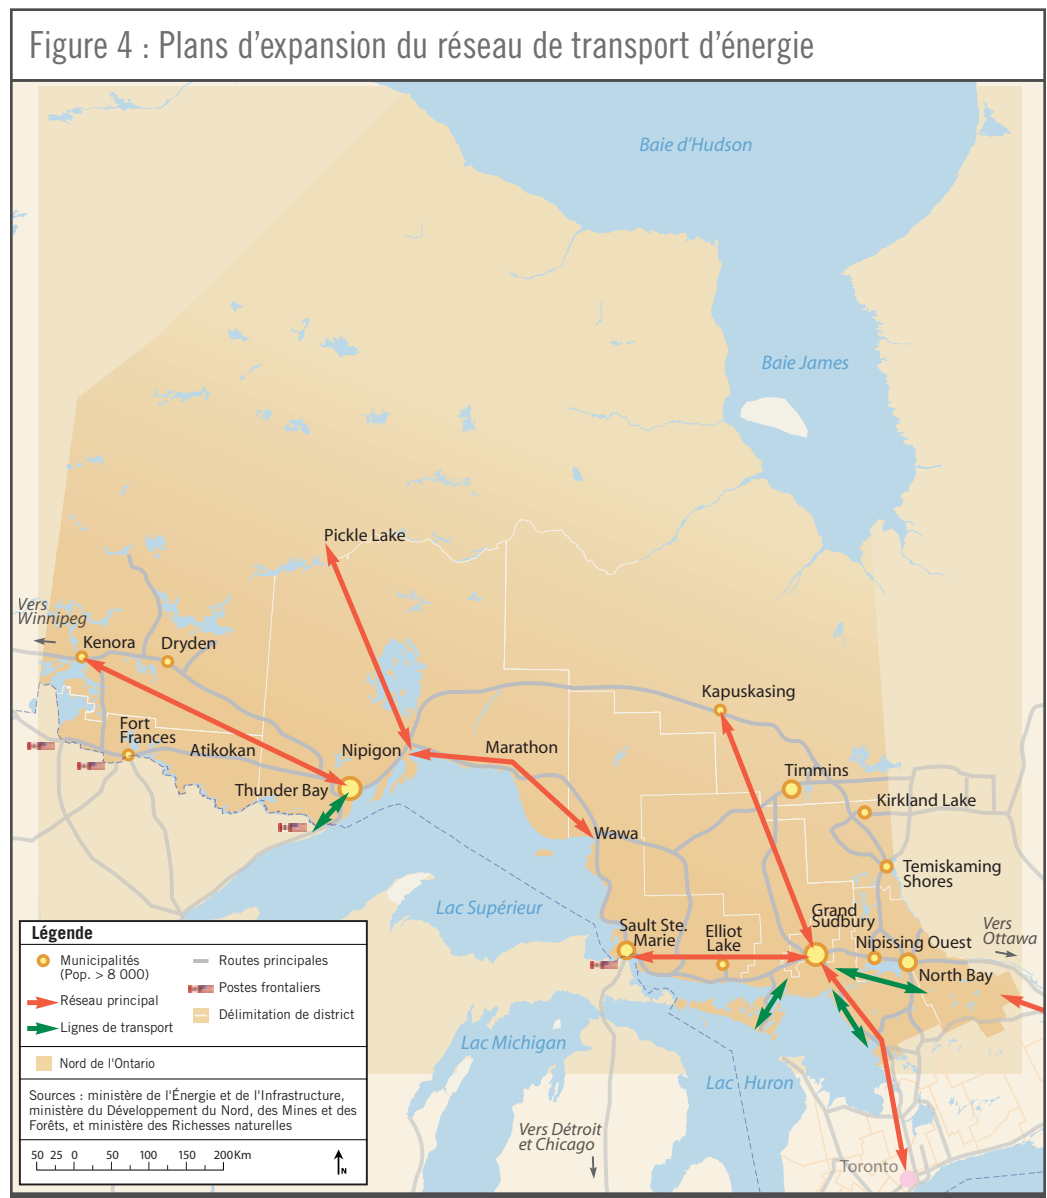 Figure 4 : Plans d’expansion du réseau de transport d’énergie
Baie d'Hudson
Baie James
Pickle Lake
Vers
Winnipeg
Kenora
Dryden
Kapuskasing
Fort
Frances
Atikokan
Nipigon
Marathon
Thunder Bay
Timmins
Kirkland Lake
Wawa
Temiskaming
Shores
Lac Supérieur
Sault Ste.
Marie
Elliot
Lake
Grand
Sudbury
Nipissing Ouest
North Bay
Vers
Ottawa
Lac Michigan
Lac Huron
Vers Détroit
et Chicago
Toronto
Légende
Municipalités
(Pop. > 8 000)
Réseau principal
Lignes de transport
Routes principales
Postes frontaliers
Délimitation de district
Nord de l'Ontario
Sources : ministère de l'Énergie et de l'Infrastructure,
ministère du Développement du Nord, des Mines et des
Forêts, et ministère des Richesses naturelles
50 25 0 50 100 150 200 Km
N